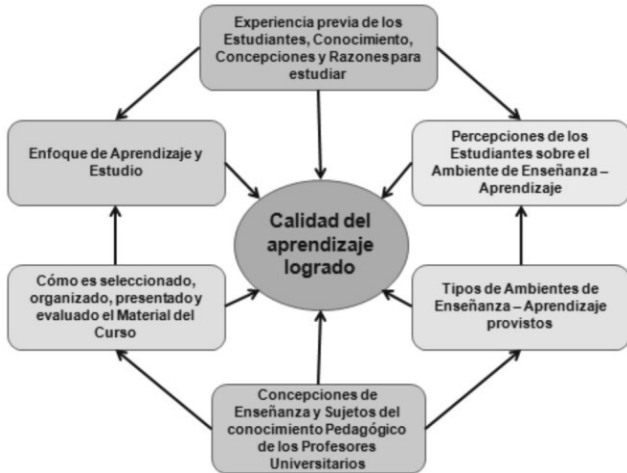 Experiencia previa de los
Estudiantes, Conocimiento,
Concepciones y Razones para
estudiar
Enfoque de Aprendizaje y
Estudio
Percepciones de los
Estudiantes sobre el
Ambiente de Enseñanza –
Aprendizaje
Calidad del
aprendizaje
logrado
Cómo es seleccionado,
organizado, presentado y
evaluado el Material del
Curso
Tipos de Ambientes de
Enseñanza – Aprendizaje
provistos
Concepciones de
Enseñanza y Sujetos del
conocimiento Pedagógico
de los Profesores
Universitarios